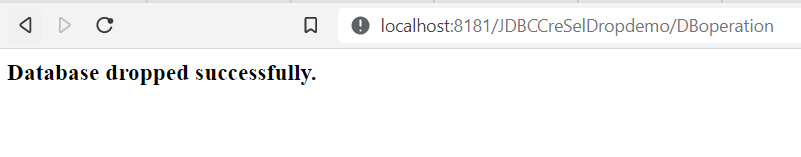 localhost:8181/JDBCCreSelDropdemo/DBoperation
Database dropped successfully.